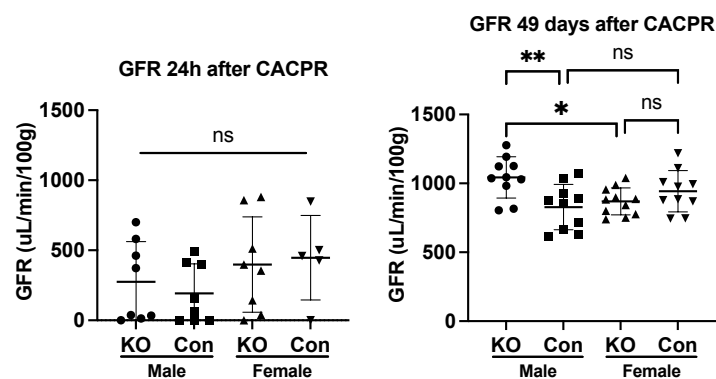 GFR 24h after CACPR
GFR (uL/min/100g)
1500
1000
500
0
ns
KO Con KO Con
Male Female
GFR 49 days after CACPR
GFR (uL/min/100g)
1500
1000
500
0
** ns
* ns
KO Con KO Con
Male Female